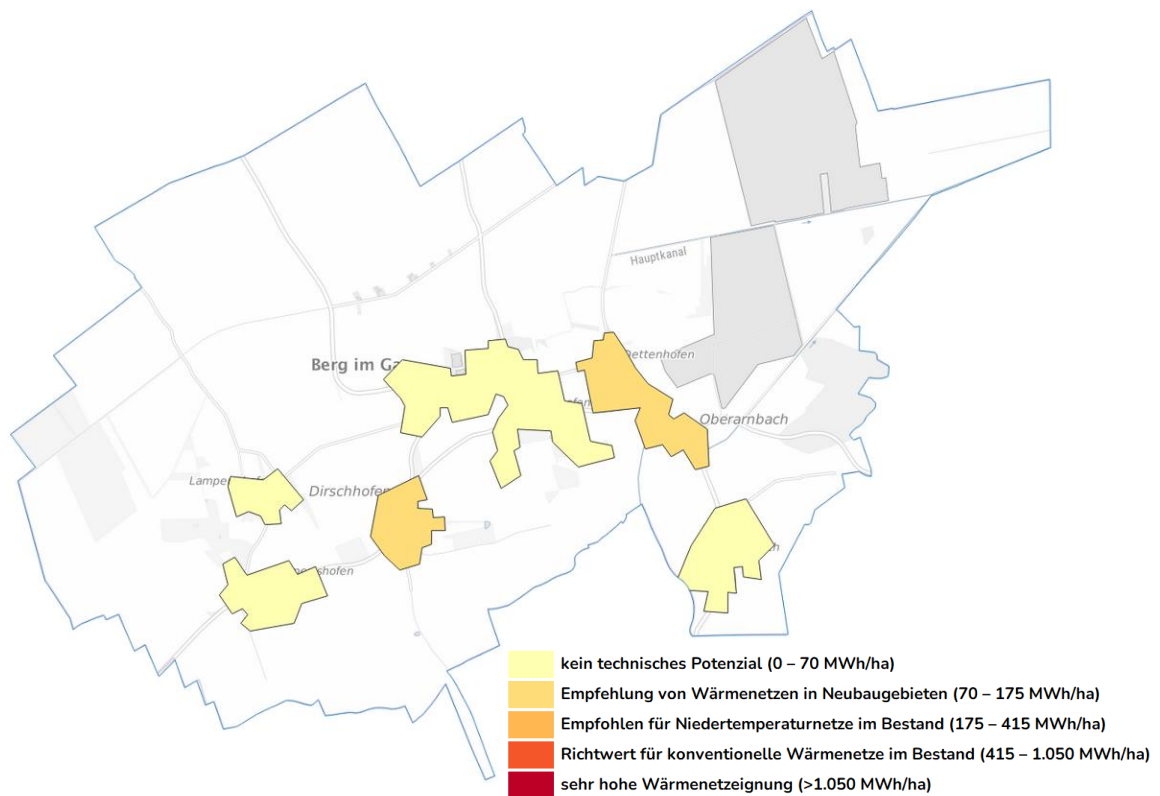 Hauptkanal
Dettenhofen
Berg im Ga
Oberarnbach
Lampe
Dirschhofen
shofen
kein technisches Potenzial (0 – 70 MWh/ha)
Empfehlung von Wärmenetzen in Neubaugebieten (70 – 175 MWh/ha)
Empfohlen für Niedertemperaturnetze im Bestand (175 – 415 MWh/ha)
Richtwert für konventionelle Wärmenetze im Bestand (415 – 1.050 MWh/ha)
sehr hohe Wärmenetzeignung (>1.050 MWh/ha)